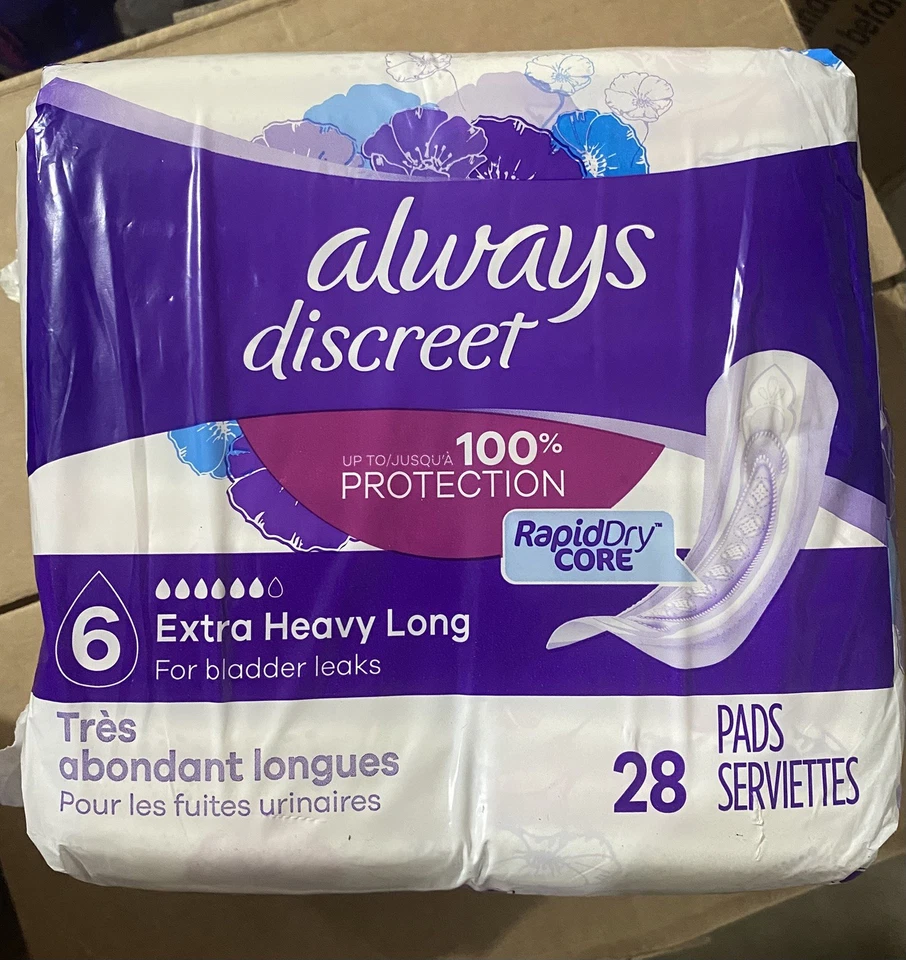 always
discreet
UP TO/JUSQU'À 100%
PROTECTION
RapidDry™
CORE
6
Extra Heavy Long
For bladder leaks
Très
abondant longues
Pour les fuites urinaires
28
PADS
SERVIETTES